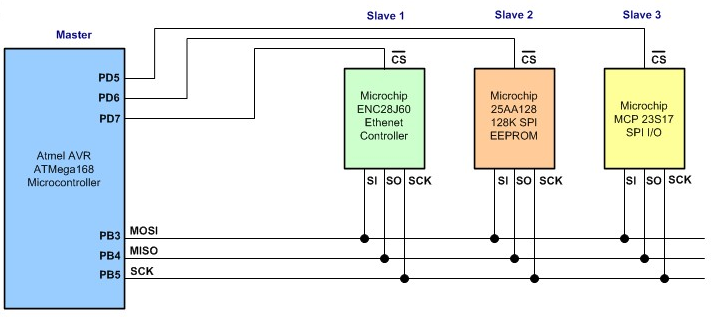 Slave 1
Slave 2
Slave 3
Master
CS
CS
CS
PD5
PD6
PD7
Microchip
ENC28J60
Ethenet
Controller
Microchip
25AA128
128K SPI
EEPROM
Microchip
MCP 23S17
SPI I/O
Atmel AVR
ATMega168
Microcontroller
SI
SO
SCK
SI
SO
SCK
SI
SO
SCK
PB3
MOSI
PB4
MISO
PB5
SCK